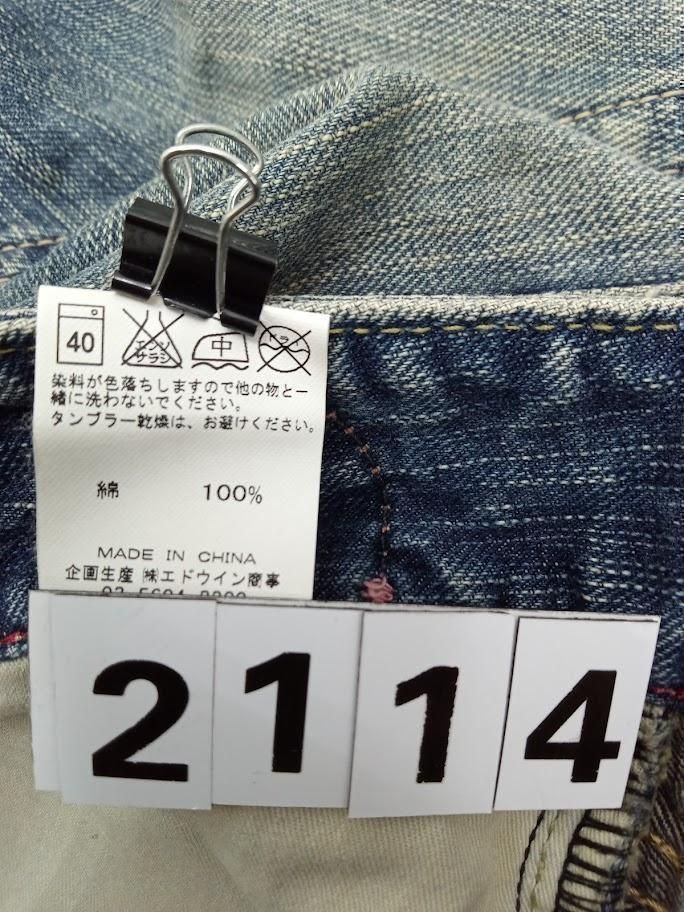 40
エンソ
サラシ
中
ドライ
染料が色落ちしますので他の物と一
緒に洗わないでください。
タンブラー乾燥は、お避けください。
綿 100%
MADE IN CHINA
企画生産 ㈱エドウイン商事
2114